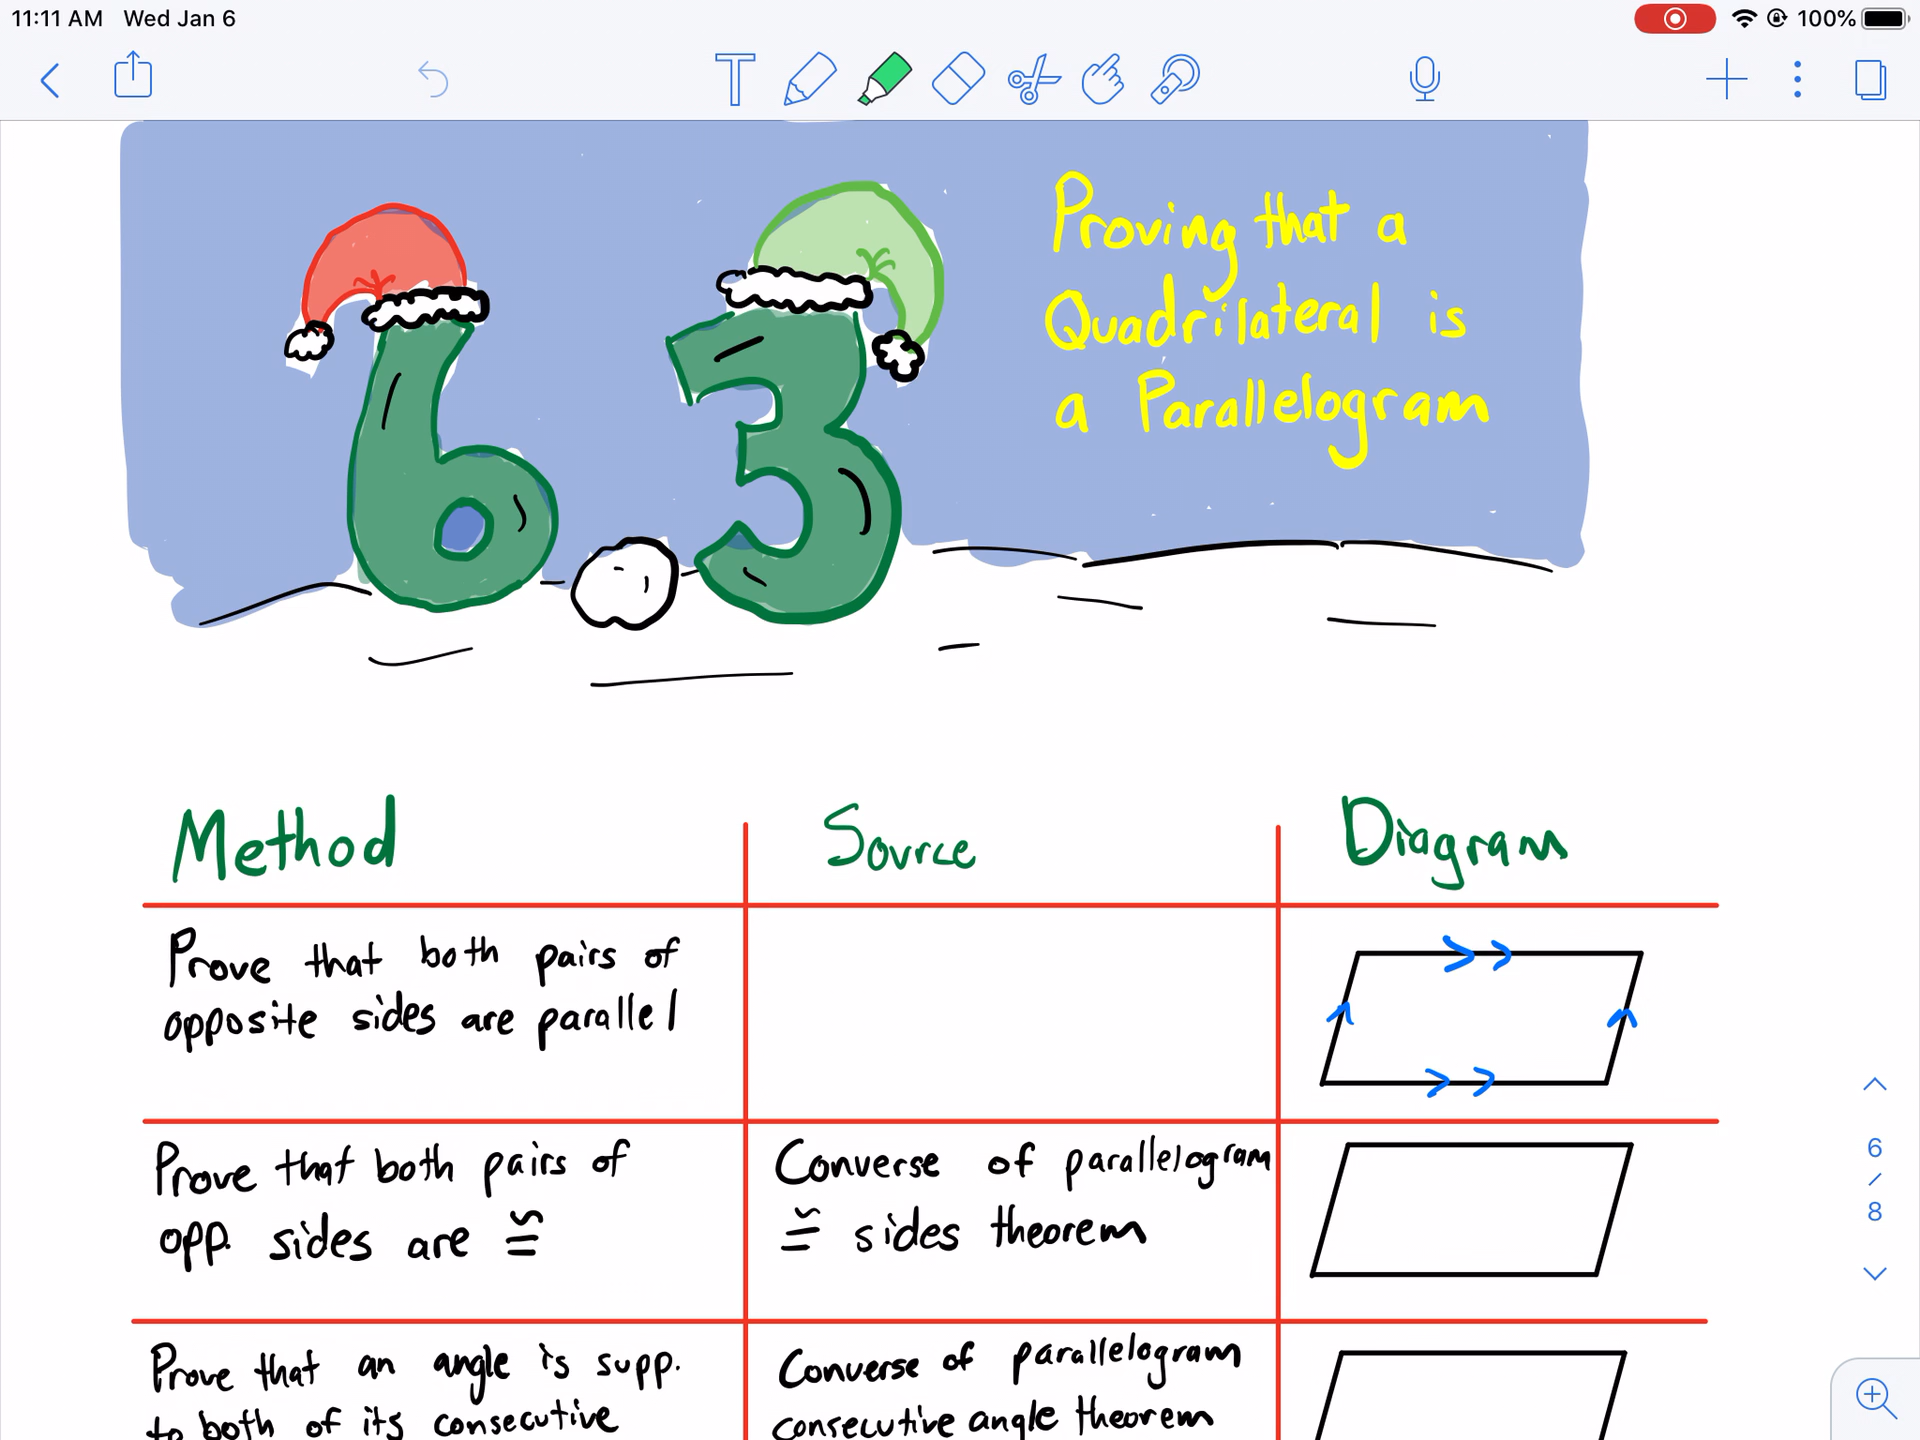 11:11 AM Wed Jan 6
100%
T
6.3
Proving that a
Quadrilateral is
a Parallelogram
Method
Source
Diagram
Prove that both pairs of
opposite sides are parallel
Prove that both pairs of
opp. sides are ≅
Converse of parallelogram
≅ sides theorem
Prove that an angle is supp.
to both of its consecutive
Converse of parallelogram
consecutive angle theorem
6
/
8